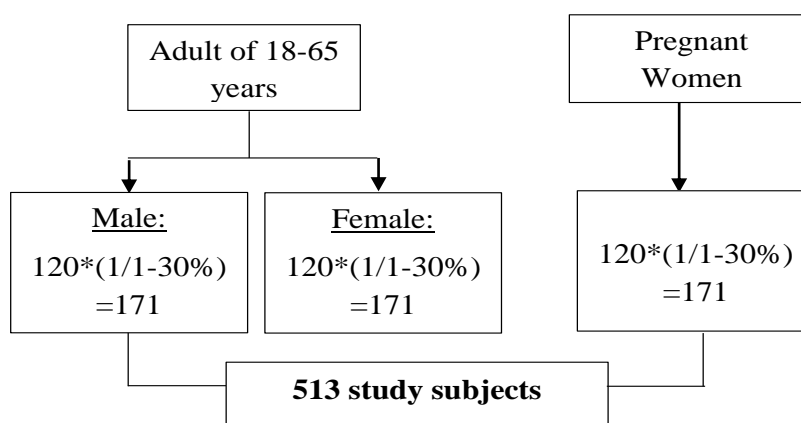 Adult of 18-65
years
Pregnant
Women
Male:
120*(1/1-30%)
=171
Female:
120*(1/1-30%)
=171
120*(1/1-30%)
=171
513 study subjects